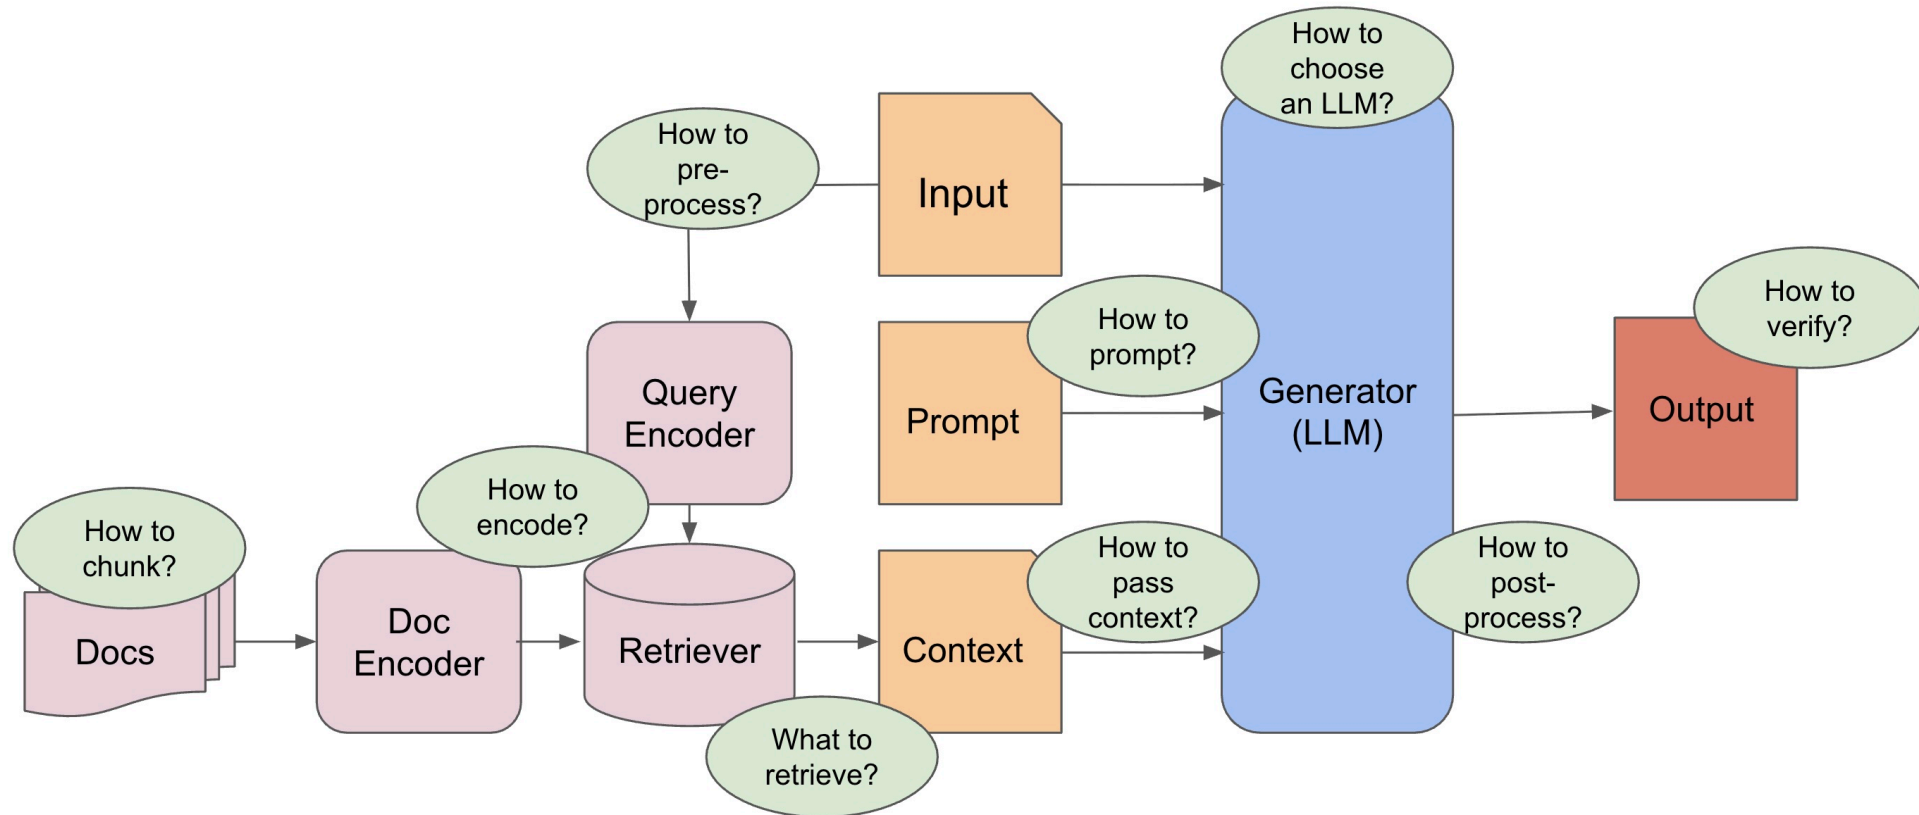 How to
choose
an LLM?
How to
pre-
process?
Input
How to
prompt?
How to
verify?
Query
Encoder
Prompt
Generator
(LLM)
Output
How to
encode?
How to
chunk?
How to
pass
context?
How to
post-
process?
Docs
Doc
Encoder
Retriever
Context
What to
retrieve?